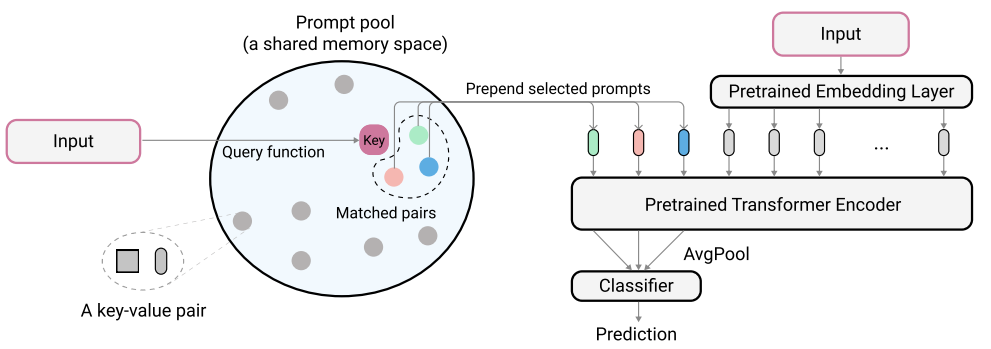 Prompt pool
(a shared memory space)
Input
Query function
Key
Matched pairs
A key-value pair
Prepend selected prompts
Input
Pretrained Embedding Layer
...
Pretrained Transformer Encoder
AvgPool
Classifier
Prediction